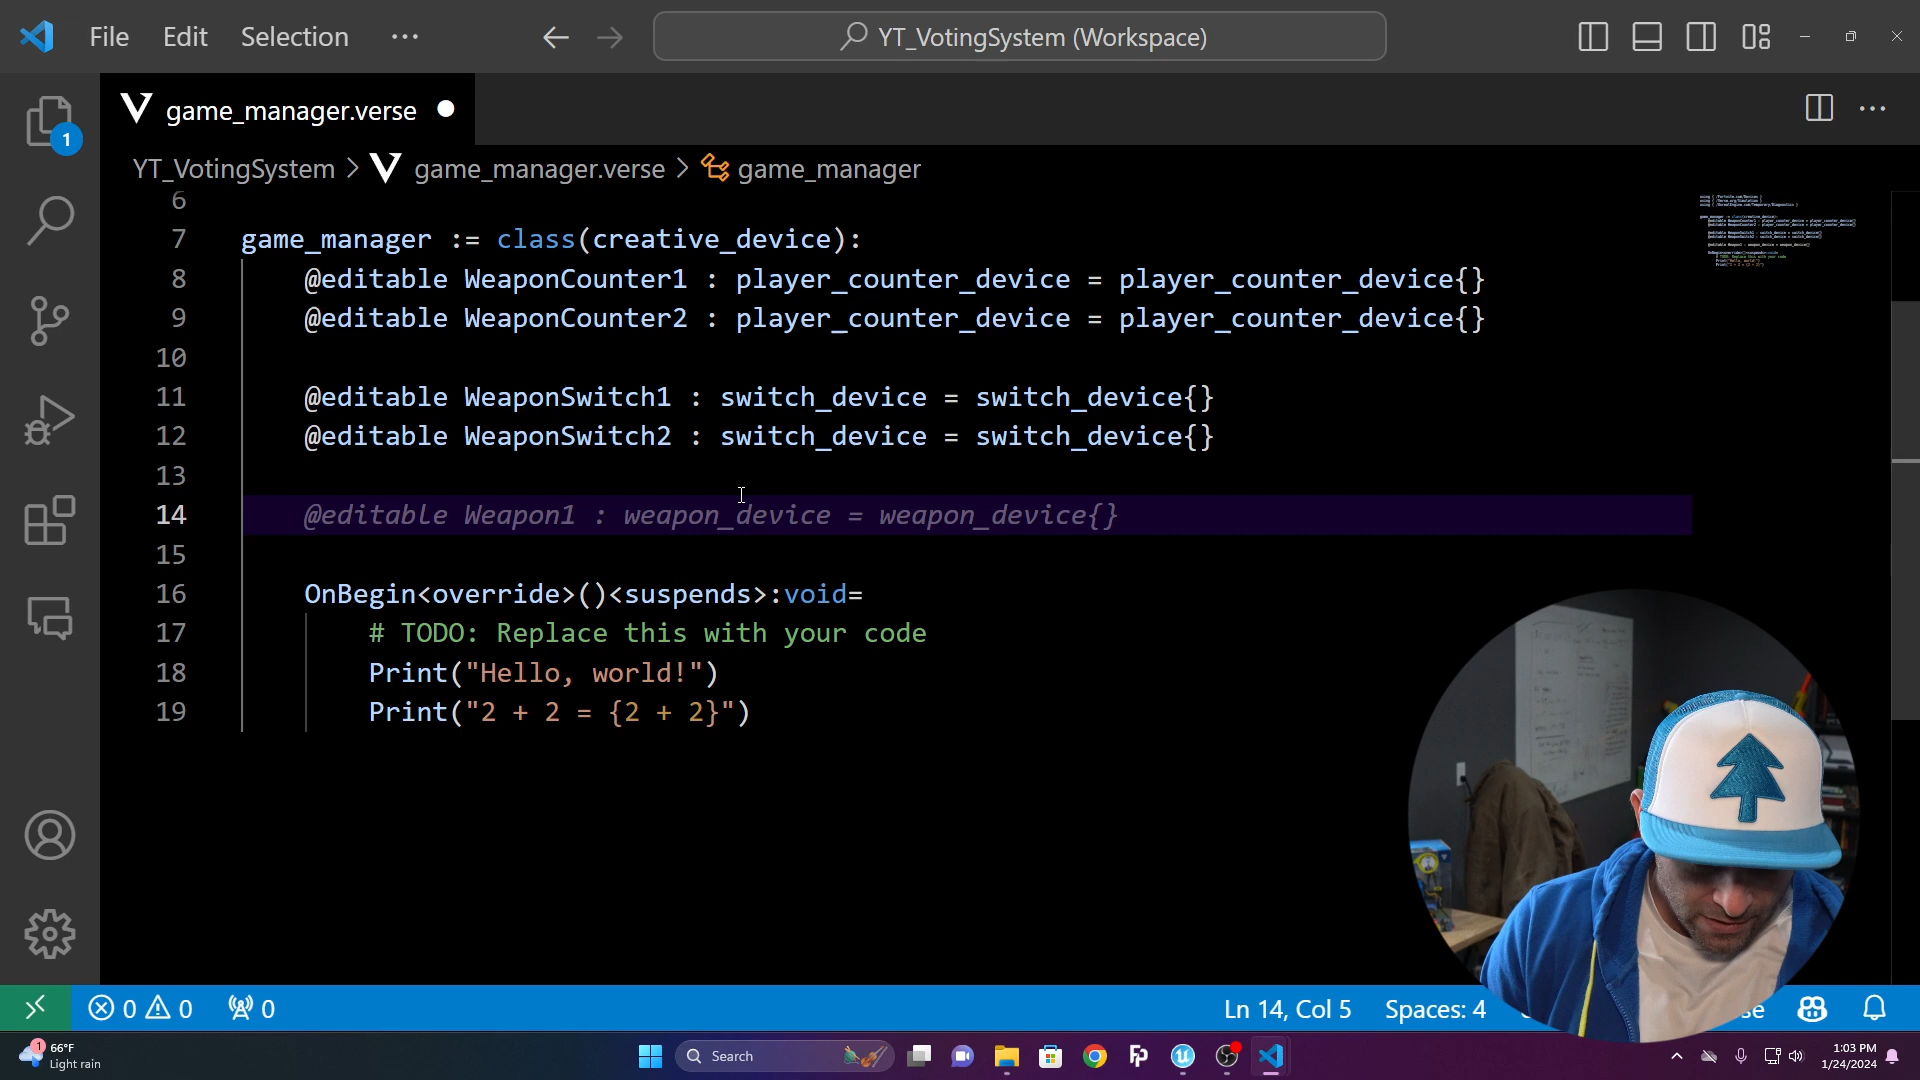 File Edit Selection ...
YT_VotingSystem (Workspace)
game_manager.verse
YT_VotingSystem > game_manager.verse > game_manager
1
6
7 game_manager := class(creative_device):
8 @editable WeaponCounter1 : player_counter_device = player_counter_device{}
9 @editable WeaponCounter2 : player_counter_device = player_counter_device{}
10
11 @editable WeaponSwitch1 : switch_device = switch_device{}
12 @editable WeaponSwitch2 : switch_device = switch_device{}
13
14 @editable Weapon1 : weapon_device = weapon_device{}
15
16 OnBegin<override>()<suspends>:void=
17 # TODO: Replace this with your code
18 Print("Hello, world!")
19 Print("2 + 2 = {2 + 2}")
0 0 0 Ln 14, Col 5 Spaces: 4
1 66°F
Light rain
Search
1:03 PM
1/24/2024